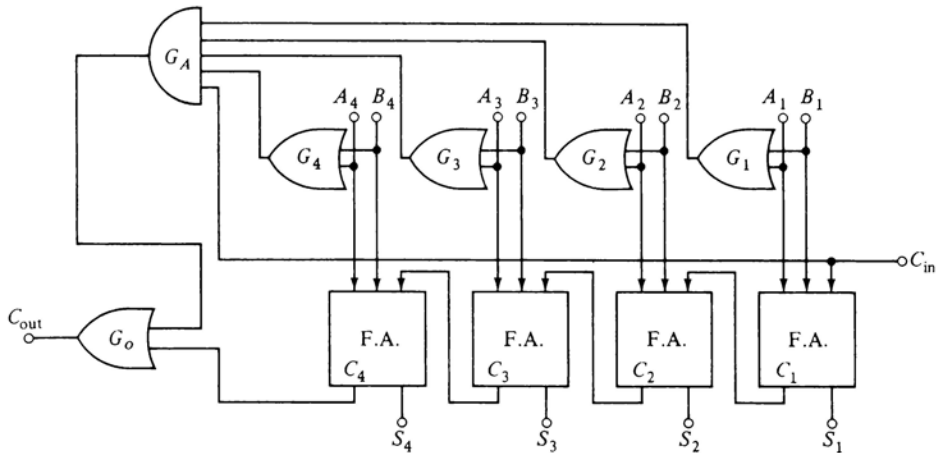 G_A
A_4 B_4 A_3 B_3 A_2 B_2 A_1 B_1
G_4 G_3 G_2 G_1
C_in
C_out
G_o
F.A. F.A. F.A. F.A.
C_4 C_3 C_2 C_1
S_4 S_3 S_2 S_1